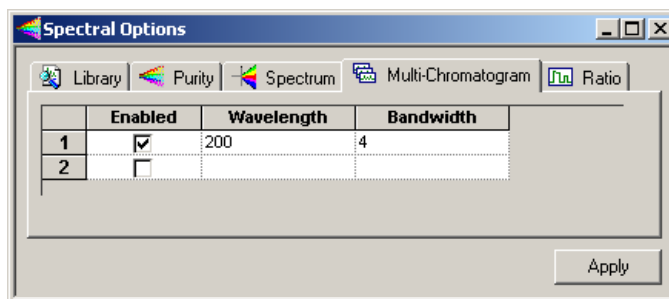 Spectral Options
Library Purity Spectrum Multi-Chromatogram Ratio
Enabled Wavelength Bandwidth
1 200 4
2
Apply